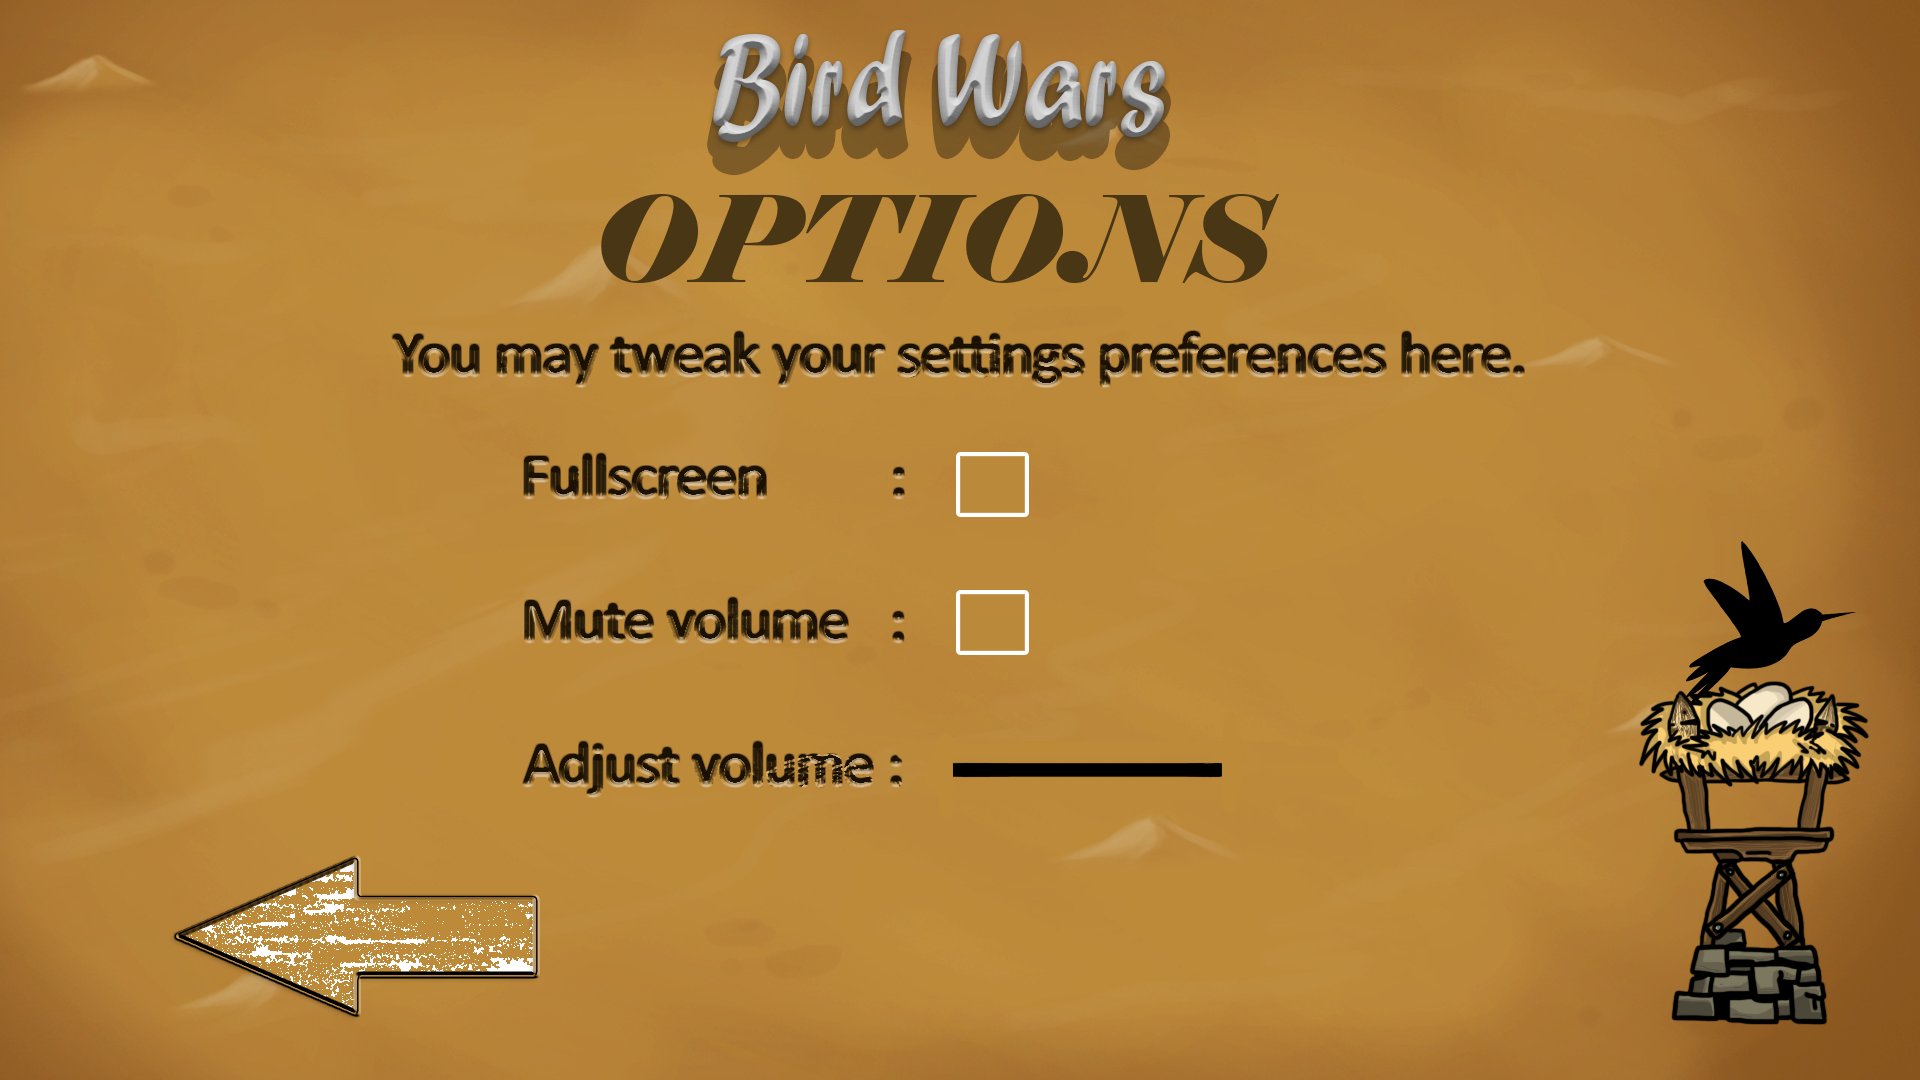 Bird Wars
OPTIONS
You may tweak your settings preferences here.
Fullscreen :
Mute volume :
Adjust volume :